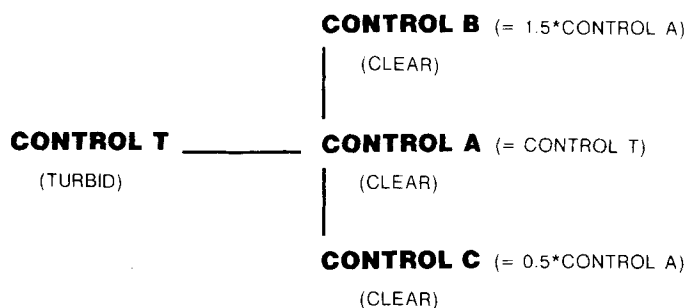 CONTROL B (= 1.5*CONTROL A)
(CLEAR)
CONTROL T CONTROL A (= CONTROL T)
(TURBID) (CLEAR)
CONTROL C (= 0.5*CONTROL A)
(CLEAR)